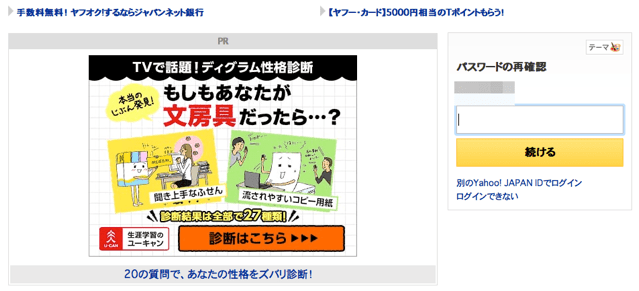 手数料無料！ヤフオク!するならジャパンネット銀行
【ヤフー・カード】5000円相当のTポイントもらう!
PR
TVで話題！ディグラム性格診断
本当の
じぶん発見!
もしもあなたが
文房具だったら…？
聞き上手なふせん
流されやすいコピー用紙
診断結果は全部で27種類!
U-CAN
生涯学習の
ユーキャン
診断はこちら
20の質問で、あなたの性格をズバリ診断！
テーマ
パスワードの再確認
続ける
別のYahoo! JAPAN IDでログイン
ログインできない